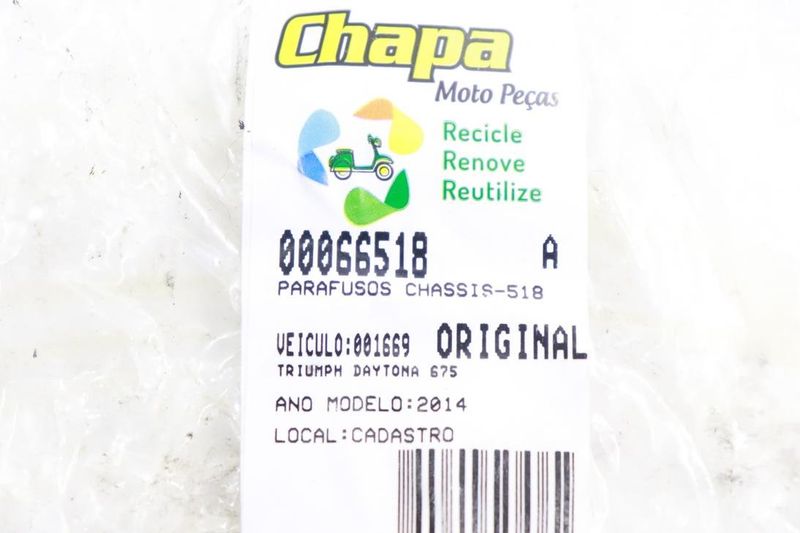 Chapa
Moto Peças
Recicle
Renove
Reutilize
00066518 A
PARAFUSOS CHASSIS-518
VEICULO:001669 ORIGINAL
TRIUMPH DAYTONA 675
ANO MODELO:2014
LOCAL:CADASTRO